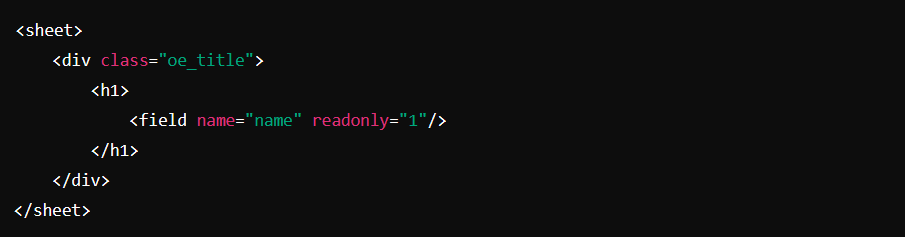 <sheet>
    <div class="oe_title">
        <h1>
            <field name="name" readonly="1"/>
        </h1>
    </div>
</sheet>